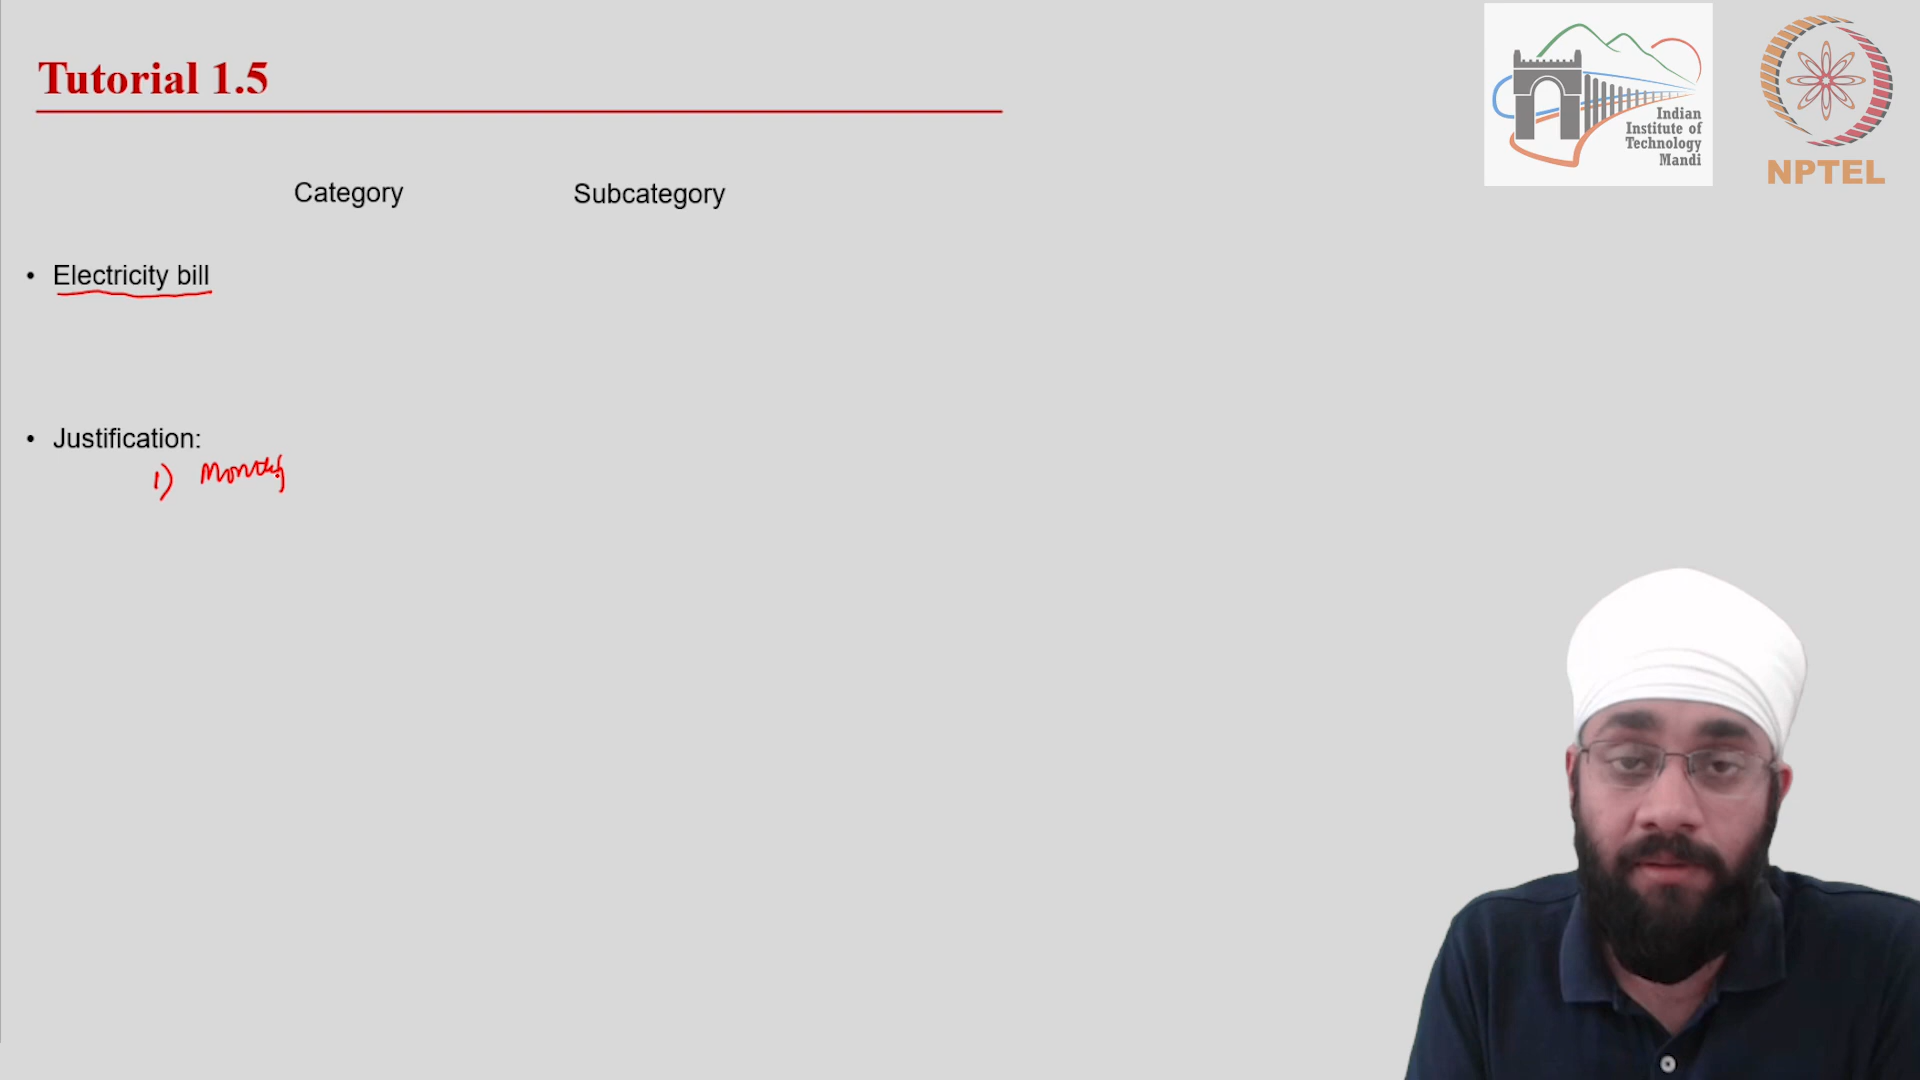 Tutorial 1.5
Indian
Institute of
Technology
Mandi
NPTEL
Category Subcategory
• Electricity bill
• Justification:
1) Monthly